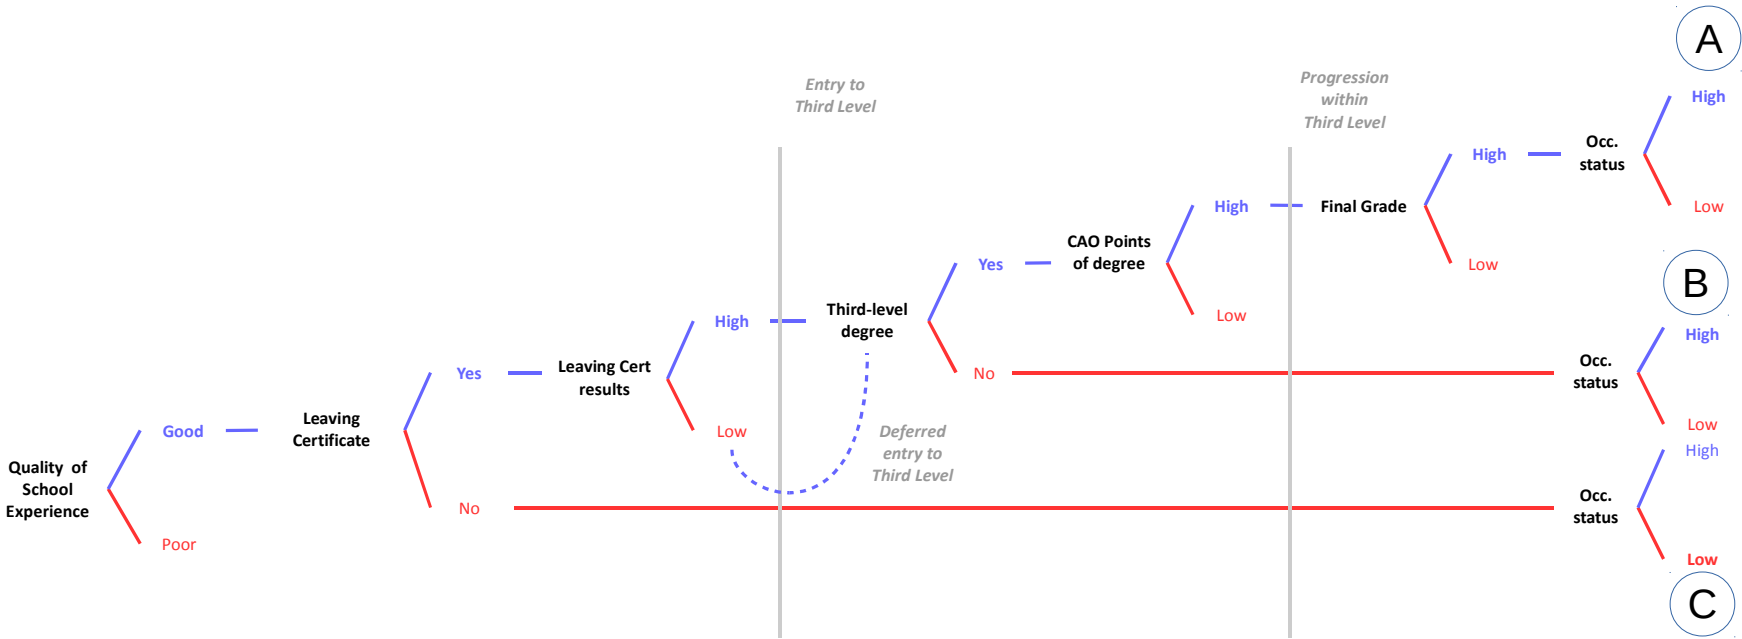 A
Entry to
Third Level
Progression
within
Third Level
High
Occ.
status
Low
High
Final Grade
Low
High
CAO Points
of degree
Low
B
Yes
Third-level
degree
No
High
Occ.
status
Low
High
Leaving Cert
results
Low
Deferred
entry to
Third Level
Yes
Leaving
Certificate
No
High
Occ.
status
Low
Good
Quality of
School
Experience
Poor
C